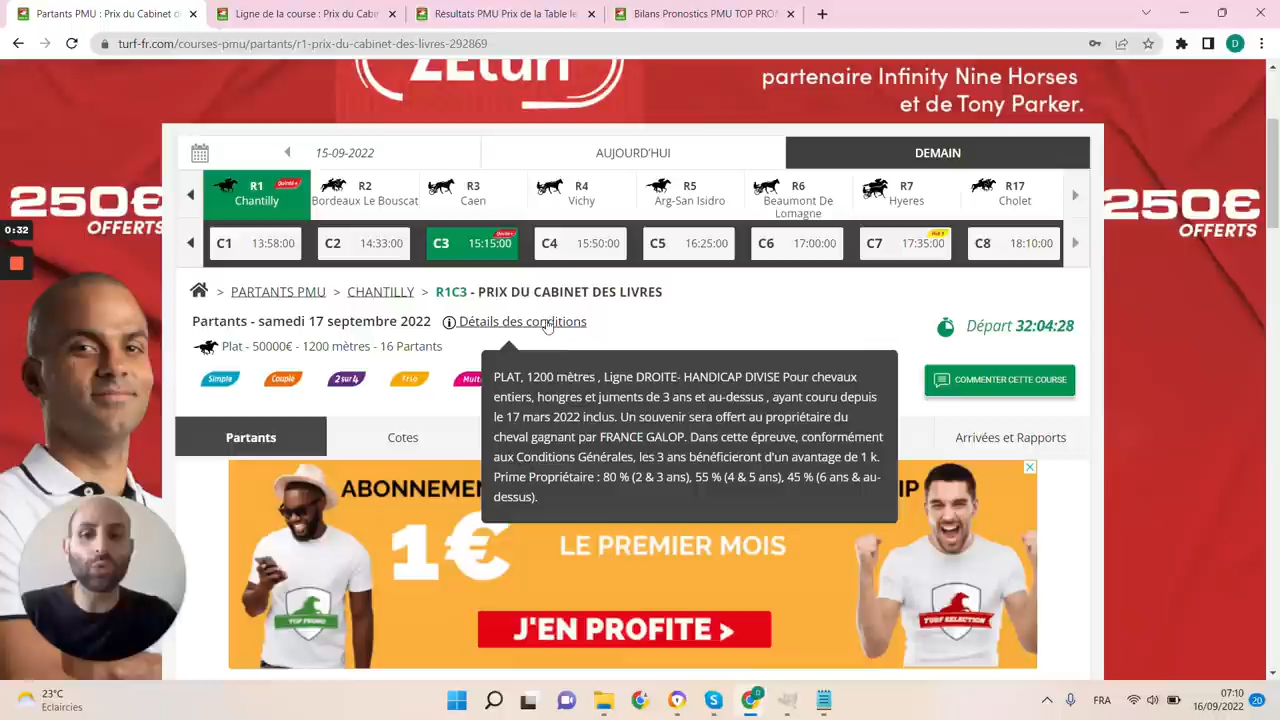 Partants PMU : Prix du Cabinet d
Ligne de la course : Prix du Cabi
Résultats PMU Prix de la Table le
Bilans Pronostics PMU TOP PRO
turf-fr.com/courses-pmu/partants/r1-prix-du-cabinet-des-livres-292859
D
ZEturf
partenaire Infinity Nine Horses
et de Tony Parker.
15-09-2022
AUJOURD'HUI
DEMAIN
R1
Chantilly
R2
Bordeaux Le Bouscat
R3
Caen
R4
Vichy
R5
Arg-San Isidro
R6
Beaumont De
Lomagne
R7
Hyeres
R17
Cholet
250€
OFFERTS
250€
OFFERTS
0:32
C1 13:58:00
C2 14:33:00
C3 15:15:00
C4 15:50:00
C5 16:25:00
C6 17:00:00
C7 17:35:00
C8 18:10:00
> PARTANTS PMU > CHANTILLY > R1C3 - PRIX DU CABINET DES LIVRES
Partants - samedi 17 septembre 2022 Détails des conditions
Départ 32:04:28
Plat - 50000€ - 1200 mètres - 16 Partants
Simple
Couplé
2 sur 4
Trio
COMMENTER CETTE COURSE
PLAT, 1200 mètres , Ligne DROITE- HANDICAP DIVISE Pour chevaux
entiers, hongres et juments de 3 ans et au-dessus , ayant couru depuis
le 17 mars 2022 inclus. Un souvenir sera offert au propriétaire du
cheval gagnant par FRANCE GALOP. Dans cette épreuve, conformément
aux Conditions Générales, les 3 ans bénéficieront d'un avantage de 1 k.
Prime Propriétaire : 80 % (2 & 3 ans), 55 % (4 & 5 ans), 45 % (6 ans & au-
dessus).
Partants
Cotes
Arrivées et Rapports
1€
LE PREMIER MOIS
J'EN PROFITE >
TOP PRONO
TURF SELECTION
23°C
Eclaircies
FRA
07:10
16/09/2022
20